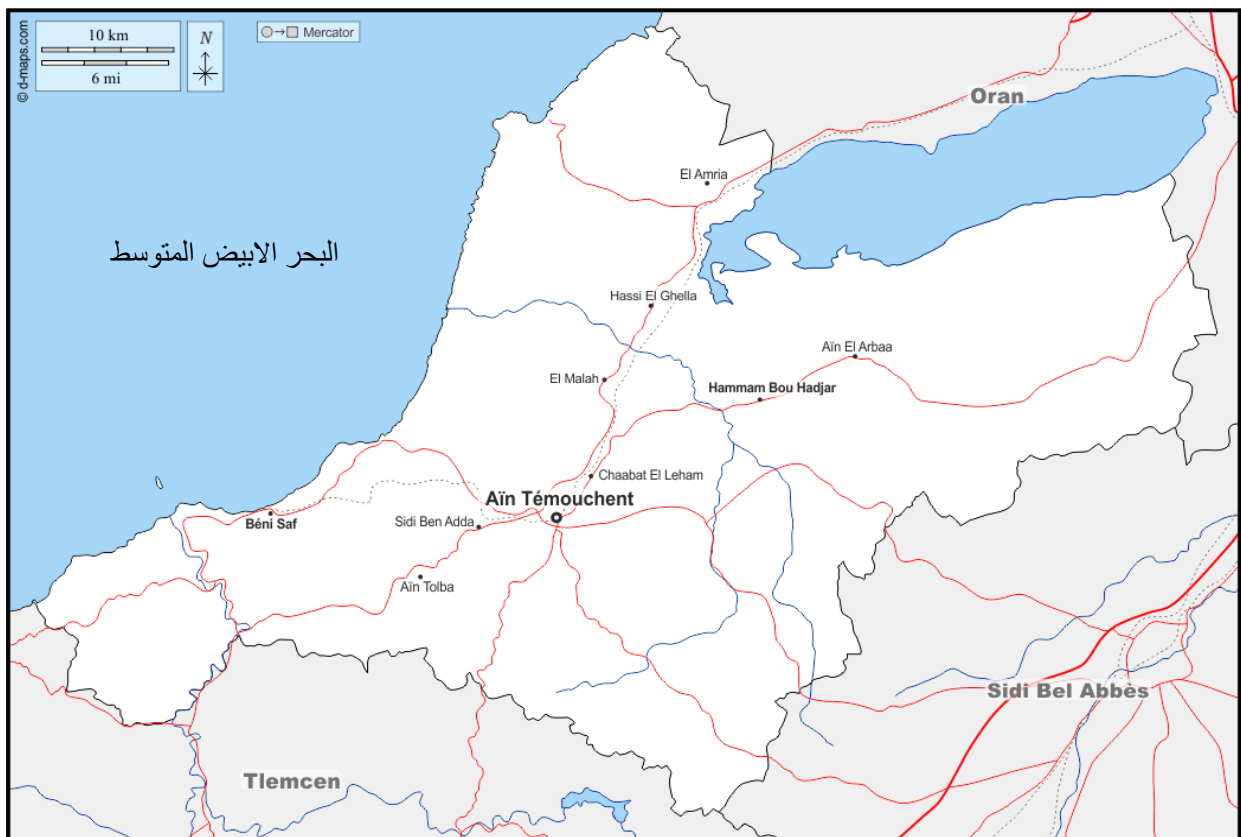 10 km
6 mi
N
Mercator
© d-maps.com
Oran
El Amria
البحر الابيض المتوسط
Hassi El Ghella
Aïn El Arbaa
El Malah
Hammam Bou Hadjar
Chaabat El Leham
Aïn Témouchent
Béni Saf
Sidi Ben Adda
Aïn Tolba
Sidi Bel Abbès
Tlemcen